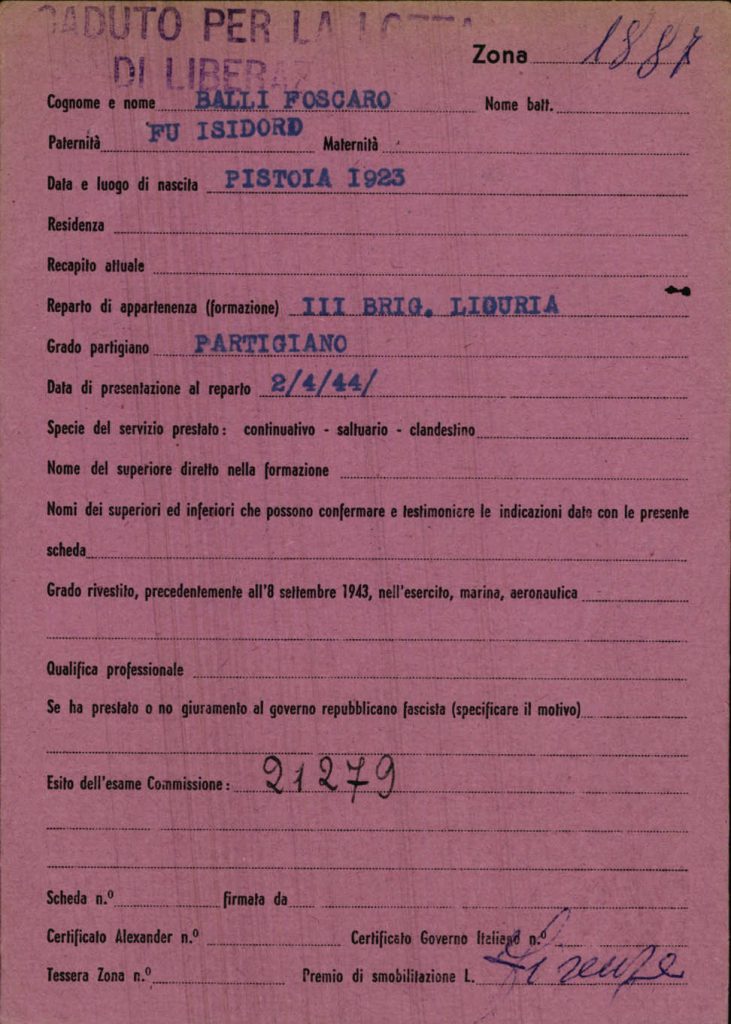 CADUTO PER LA LOTTA
DI LIBERAZ
Zona 1887
Cognome e nome BALLI FOSCARO Nome batt.
Paternità FU ISIDORO Maternità
Data e luogo di nascita PISTOIA I923
Residenza
Recapito attuale
Reparto di appartenenza (formazione) III BRIG. LIGURIA
Grado partigiano PARTIGIANO
Data di presentazione al reparto 2/4/44/
Specie del servizio prestato: continuativo - saltuario - clandestino
Nome del superiore diretto nella formazione
Nomi dei superiori ed inferiori che possono confermare e testimoniare le indicazioni date con le presente
scheda
Grado rivestito, precedentemente all'8 settembre 1943, nell'esercito, marina, aeronautica
Qualifica professionale
Se ha prestato o no giuramento al governo repubblicano fascista (specificare il motivo)
Esito dell'esame Commissione: 21279
Scheda n.º firmata da
Certificato Alexander n.º Certificato Governo Italiano n.º
Tessera Zona n.º Premio di smobilitazione L. Firenze